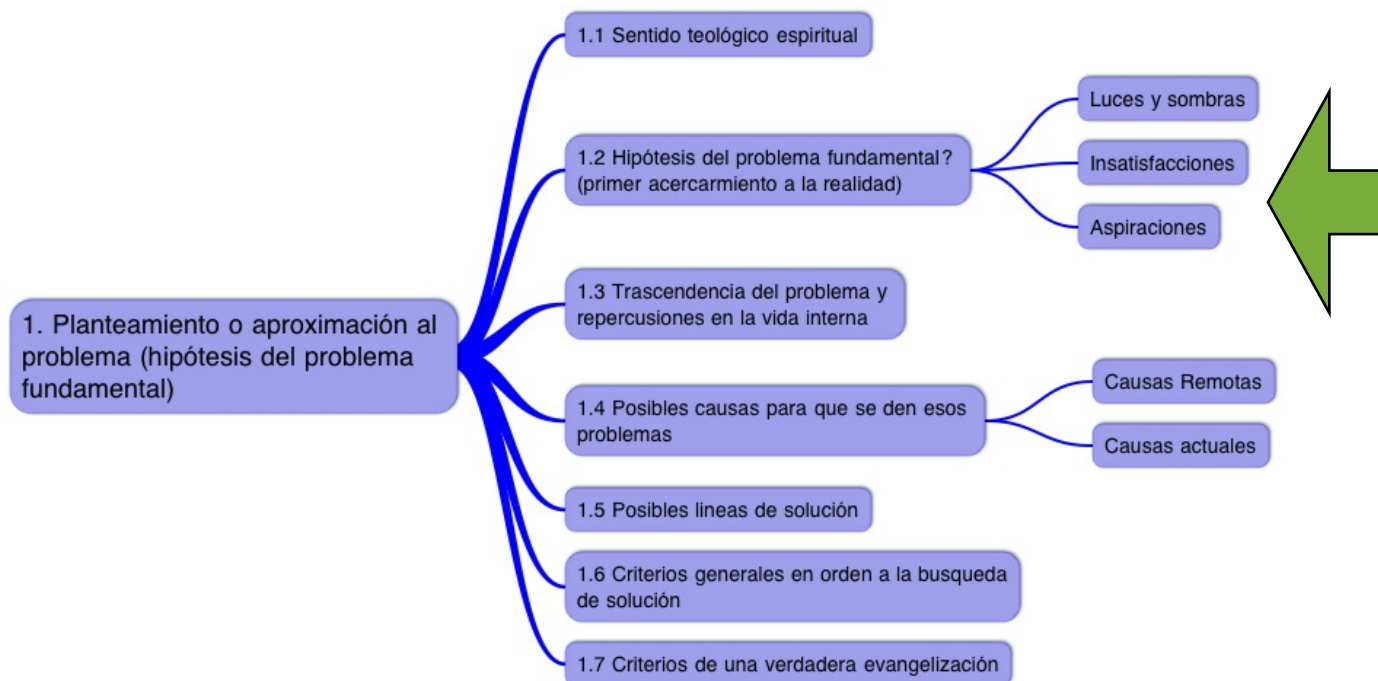 1. Planteamiento o aproximación al
problema (hipótesis del problema
fundamental)
1.1 Sentido teológico espiritual
1.2 Hipótesis del problema fundamental?
(primer acercarmiento a la realidad)
Luces y sombras
Insatisfacciones
Aspiraciones
1.3 Trascendencia del problema y
repercusiones en la vida interna
1.4 Posibles causas para que se den esos
problemas
Causas Remotas
Causas actuales
1.5 Posibles lineas de solución
1.6 Criterios generales en orden a la busqueda
de solución
1.7 Criterios de una verdadera evangelización